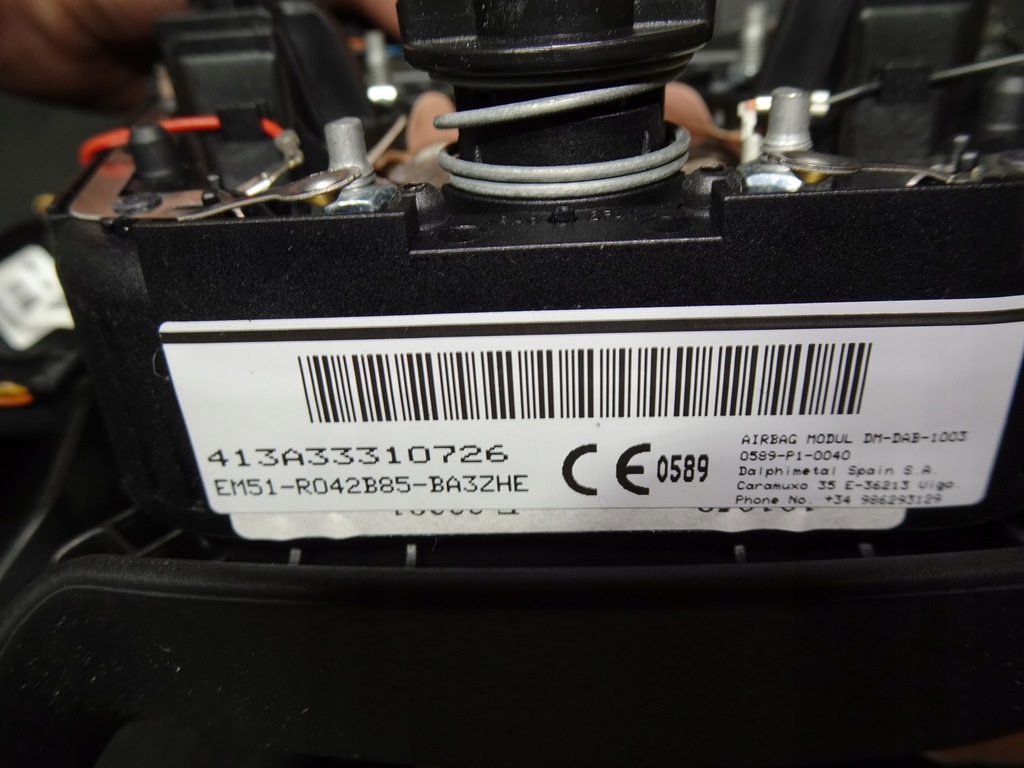 413A33310726
EM51-R042B85-BA3ZHE
CE 0589
AIRBAG MODUL DM-DAB-1003
0589-P1-0040
Dalphimetal Spain S.A.
Caramuxo 35 E-36213 Vigo
Phone No. +34 986293129